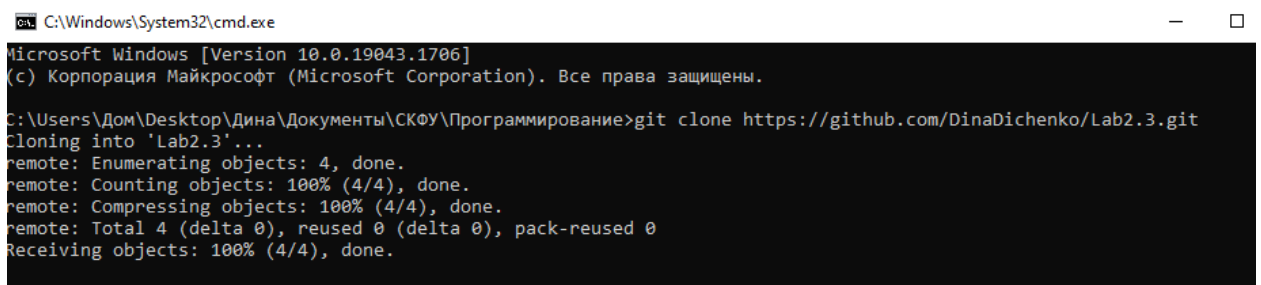 C:\Windows\System32\cmd.exe
Microsoft Windows [Version 10.0.19043.1706]
(c) Корпорация Майкрософт (Microsoft Corporation). Все права защищены.
C:\Users\Дом\Desktop\Дина\Документы\СКФУ\Программирование>git clone https://github.com/DinaDichenko/Lab2.3.git
Cloning into 'Lab2.3'...
remote: Enumerating objects: 4, done.
remote: Counting objects: 100% (4/4), done.
remote: Compressing objects: 100% (4/4), done.
remote: Total 4 (delta 0), reused 0 (delta 0), pack-reused 0
Receiving objects: 100% (4/4), done.